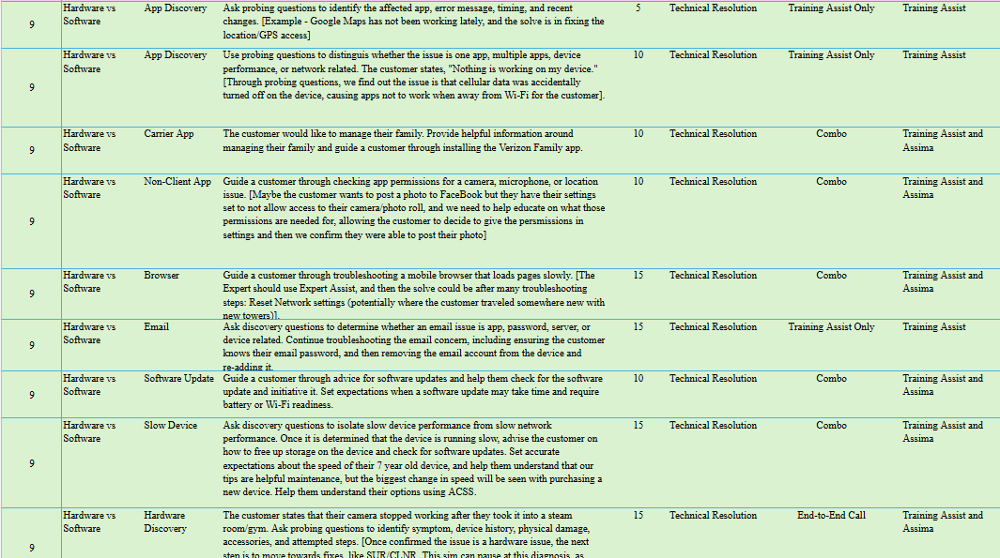 9 Hardware vs App Discovery Ask probing questions to identify the affected app, error message, timing, and recent 5 Technical Resolution Training Assist Only Training Assist
Software changes. [Example - Google Maps has not been working lately, and the solve is in fixing the
location/GPS access]
9 Hardware vs App Discovery Use probing questions to distinguis whether the issue is one app, multiple apps, device 10 Technical Resolution Training Assist Only Training Assist
Software performance, or network related. The customer states, "Nothing is working on my device."
[Through probing questions, we find out the issue is that cellular data was accidentally
turned off on the device, causing apps not to work when away from Wi-Fi for the customer].
9 Hardware vs Carrier App The customer would like to manage their family. Provide helpful information around 10 Technical Resolution Combo Training Assist and
Software managing their family and guide a customer through installing the Verizon Family app. Assima
9 Hardware vs Non-Client App Guide a customer through checking app permissions for a camera, microphone, or location 10 Technical Resolution Combo Training Assist and
Software issue. [Maybe the customer wants to post a photo to FaceBook but they have their settings Assima
set to not allow access to their camera/photo roll, and we need to help educate on what those
permissions are needed for, allowing the customer to decide to give the persmissions in
settings and then we confirm they were able to post their photo]
9 Hardware vs Browser Guide a customer through troubleshooting a mobile browser that loads pages slowly. [The 15 Technical Resolution Combo Training Assist and
Software Expert should use Expert Assist, and then the solve could be after many troubleshooting Assima
steps: Reset Network settings (potentially where the customer traveled somewhere new with
new towers)].
9 Hardware vs Email Ask discovery questions to determine whether an email issue is app, password, server, or 15 Technical Resolution Training Assist Only Training Assist
Software device related. Continue troubleshooting the email concern, including ensuring the customer
knows their email password, and then removing the email account from the device and
re-adding it.
9 Hardware vs Software Update Guide a customer through advice for software updates and help them check for the software 10 Technical Resolution Combo Training Assist and
Software update and initiative it. Set expectations when a software update may take time and require Assima
battery or Wi-Fi readiness.
9 Hardware vs Slow Device Ask discovery questions to isolate slow device performance from slow network 15 Technical Resolution Combo Training Assist and
Software performance. Once it is determined that the device is running slow, advise the customer on Assima
how to free up storage on the device and check for software updates. Set accurate
expectations about the speed of their 7 year old device, and help them understand that our
tips are helpful maintenance, but the biggest change in speed will be seen with purchasing a
new device. Help them understand their options using ACSS.
9 Hardware vs Hardware The customer states that their camera stopped working after they took it into a steam 15 Technical Resolution End-to-End Call Training Assist and
Software Discovery room/gym. Ask probing questions to identify symptom, device history, physical damage, Assima
accessories, and attempted steps. [Once confirmed the issue is a hardware issue, the next
step is to move towards fixes, like SUR/CLNR. This sim can pause at this diagnosis, as